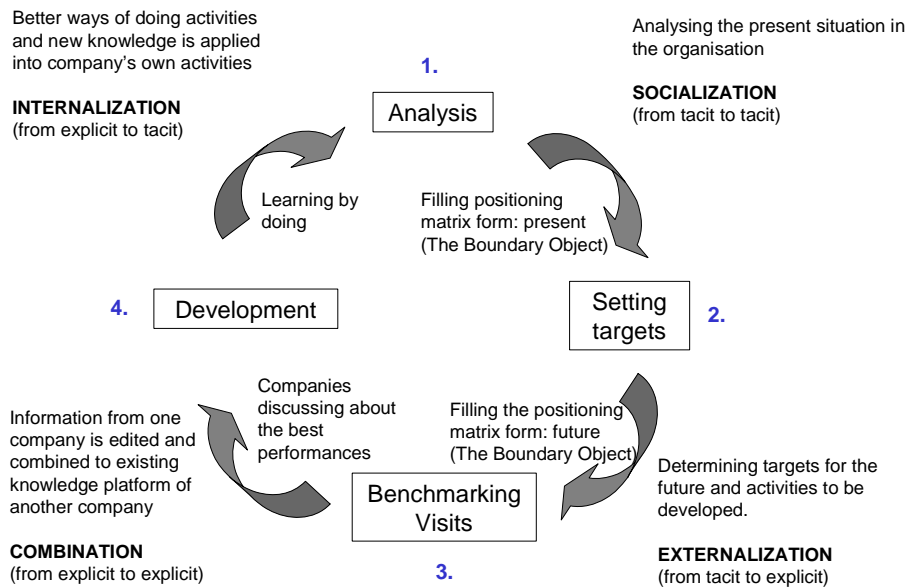 Better ways of doing activities
and new knowledge is applied
into company's own activities
INTERNALIZATION
(from explicit to tacit)
1.
Analysis
Analysing the present situation in
the organisation
SOCIALIZATION
(from tacit to tacit)
Learning by
doing
Filling positioning
matrix form: present
(The Boundary Object)
4.
Development
Setting
targets
2.
Information from one
company is edited and
combined to existing
knowledge platform of
another company
COMBINATION
(from explicit to explicit)
Companies
discussing about
the best
performances
Filling the positioning
matrix form: future
(The Boundary Object)
Benchmarking
Visits
3.
Determining targets for the
future and activities to be
developed.
EXTERNALIZATION
(from tacit to explicit)